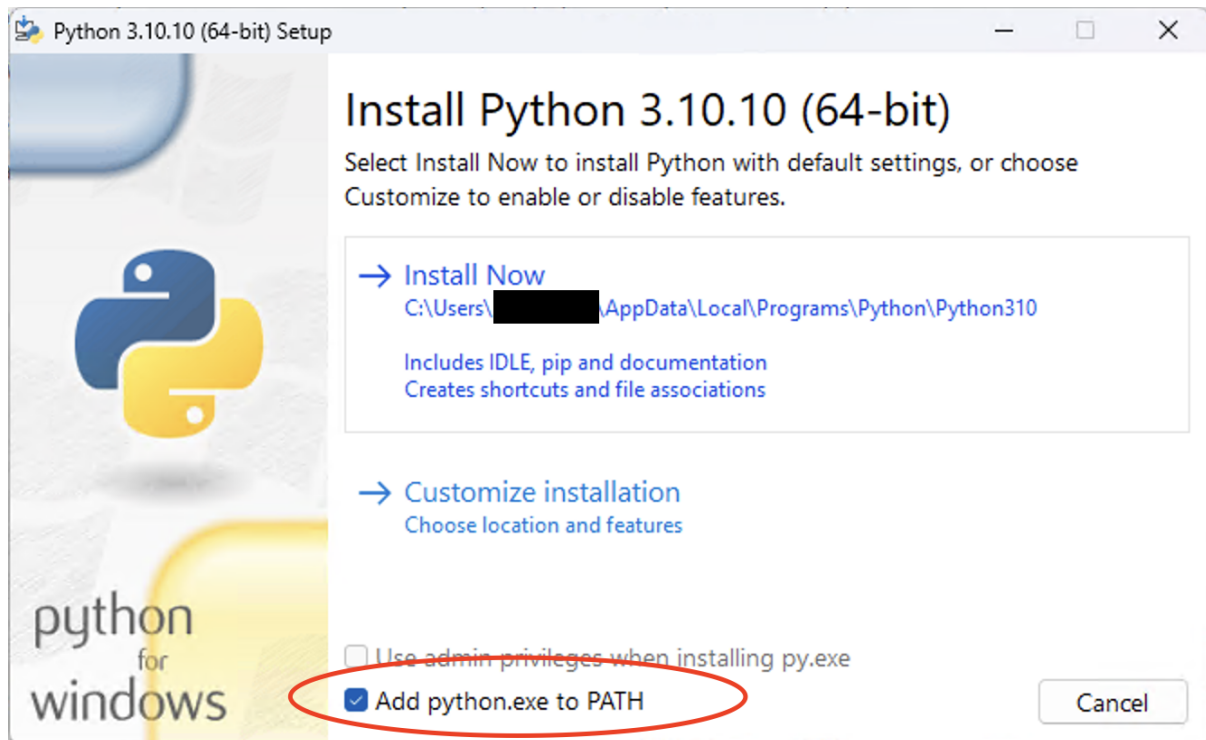 Python 3.10.10 (64-bit) Setup
Install Python 3.10.10 (64-bit)
Select Install Now to install Python with default settings, or choose
Customize to enable or disable features.
Install Now
C:\Users\ \AppData\Local\Programs\Python\Python310
Includes IDLE, pip and documentation
Creates shortcuts and file associations
Customize installation
Choose location and features
python
for
windows
Use admin privileges when installing py.exe
Add python.exe to PATH
Cancel